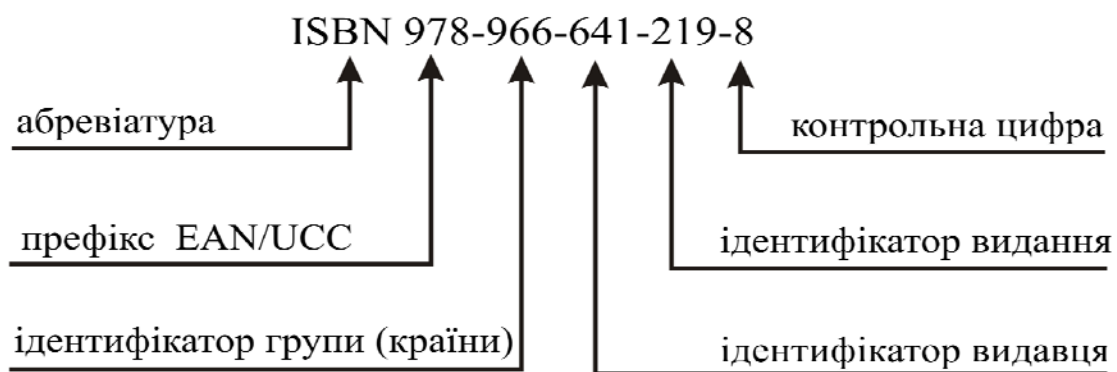 ISBN 978-966-641-219-8
абревіатура
контрольна цифра
префікс EAN/UCC
ідентифікатор видання
ідентифікатор групи (країни)
ідентифікатор видавця